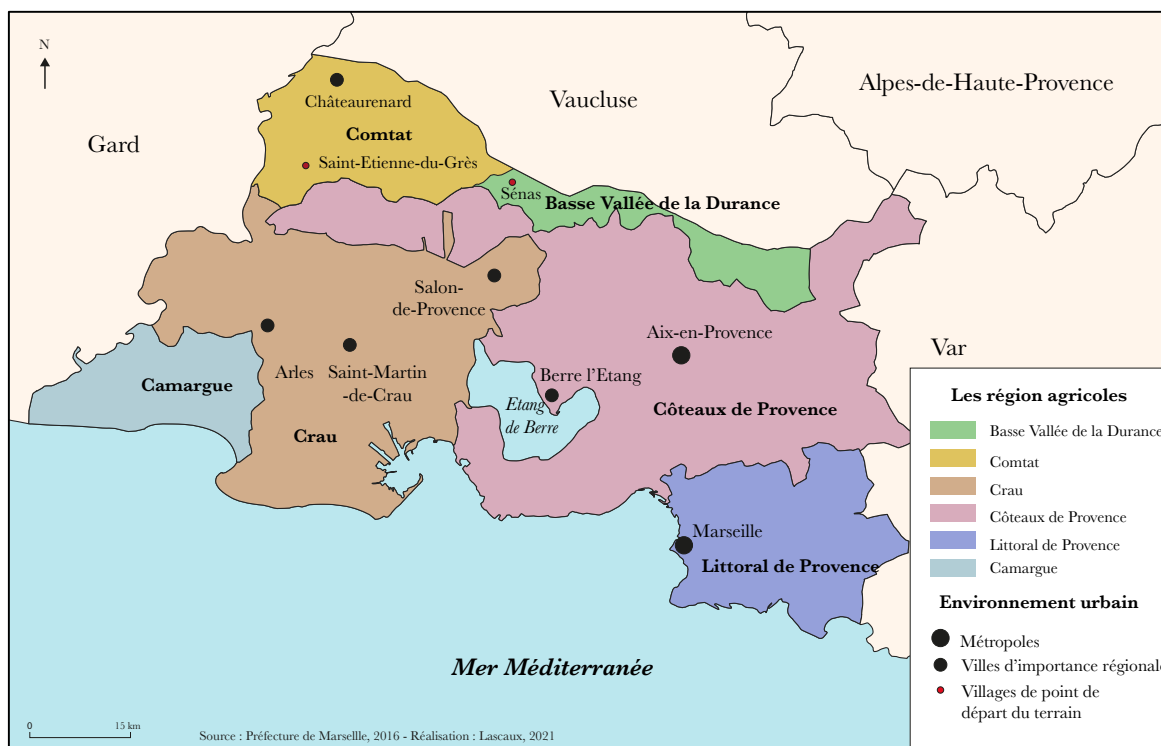 N
Châteaurenard
Comtat
Saint-Etienne-du-Grès
Gard
Vaucluse
Alpes-de-Haute-Provence
Sénas
Basse Vallée de la Durance
Salon-
de-Provence
Aix-en-Provence
Var
Arles
Saint-Martin
-de-Crau
Camargue
Crau
Berre l'Etang
Etang
de Berre
Côteaux de Provence
Marseille
Littoral de Provence
Mer Méditerranée
Les région agricoles
Basse Vallée de la Durance
Comtat
Crau
Côteaux de Provence
Littoral de Provence
Camargue
Environnement urbain
Métropoles
Villes d'importance régionale
Villages de point de
départ du terrain
0 15 km
Source : Préfecture de Marsellle, 2016 - Réalisation : Lascaux, 2021